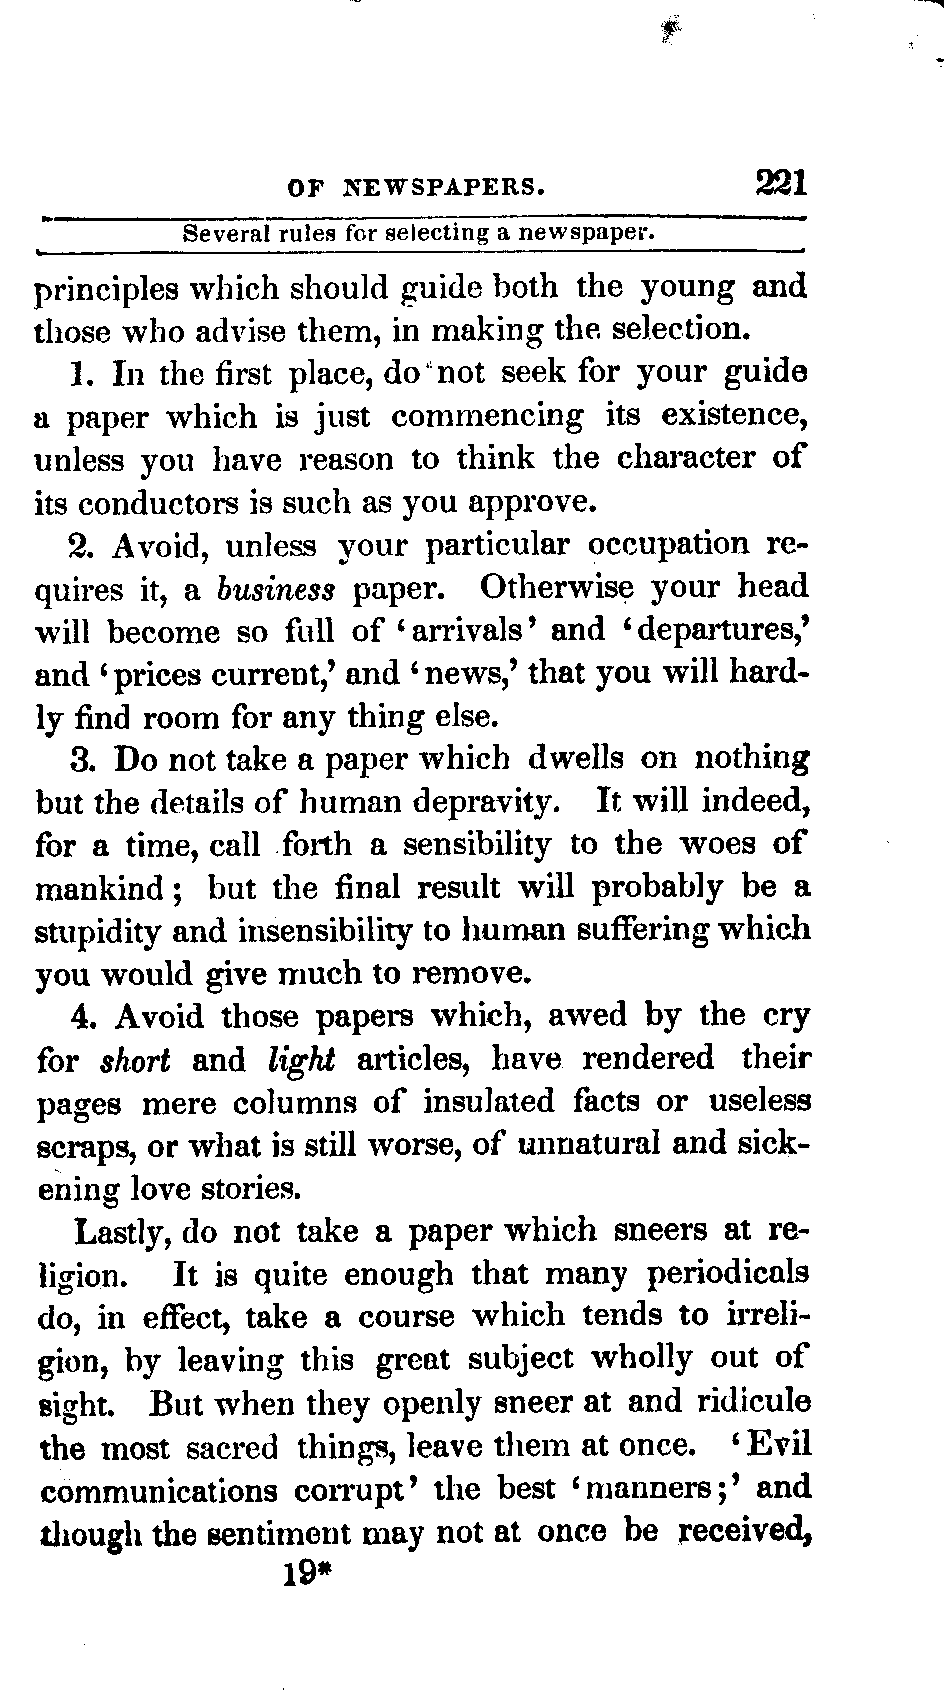 OF NEWSPAPERS. 221
Several rules for selecting a newspaper.
principles which should guide both the young and
those who advise them, in making the selection.
1. In the first place, do not seek for your guide
a paper which is just commencing its existence,
unless you have reason to think the character of
its conductors is such as you approve.
2. Avoid, unless your particular occupation re-
quires it, a business paper. Otherwise your head
will become so full of ‘arrivals’ and ‘departures,’
and ‘prices current,’ and ‘news,’ that you will hard-
ly find room for any thing else.
3. Do not take a paper which dwells on nothing
but the details of human depravity. It will indeed,
for a time, call forth a sensibility to the woes of
mankind; but the final result will probably be a
stupidity and insensibility to human suffering which
you would give much to remove.
4. Avoid those papers which, awed by the cry
for short and light articles, have rendered their
pages mere columns of insulated facts or useless
scraps, or what is still worse, of unnatural and sick-
ening love stories.
Lastly, do not take a paper which sneers at re-
ligion. It is quite enough that many periodicals
do, in effect, take a course which tends to irreli-
gion, by leaving this great subject wholly out of
sight. But when they openly sneer at and ridicule
the most sacred things, leave them at once. ‘Evil
communications corrupt’ the best ‘manners;’ and
though the sentiment may not at once be received,
19*